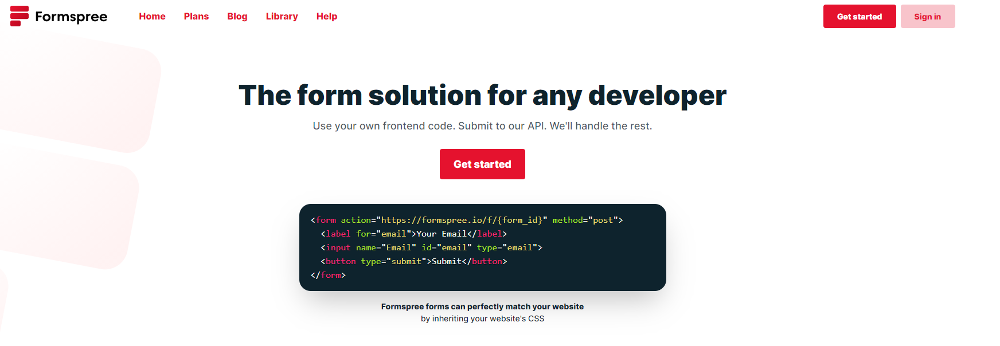 Formspree
Home Plans Blog Library Help
Get started Sign in
The form solution for any developer
Use your own frontend code. Submit to our API. We'll handle the rest.
Get started
<form action="https://formspree.io/f/{form_id}" method="post">
  <label for="email">Your Email</label>
  <input name="Email" id="email" type="email">
  <button type="submit">Submit</button>
</form>
Formspree forms can perfectly match your website
by inheriting your website's CSS